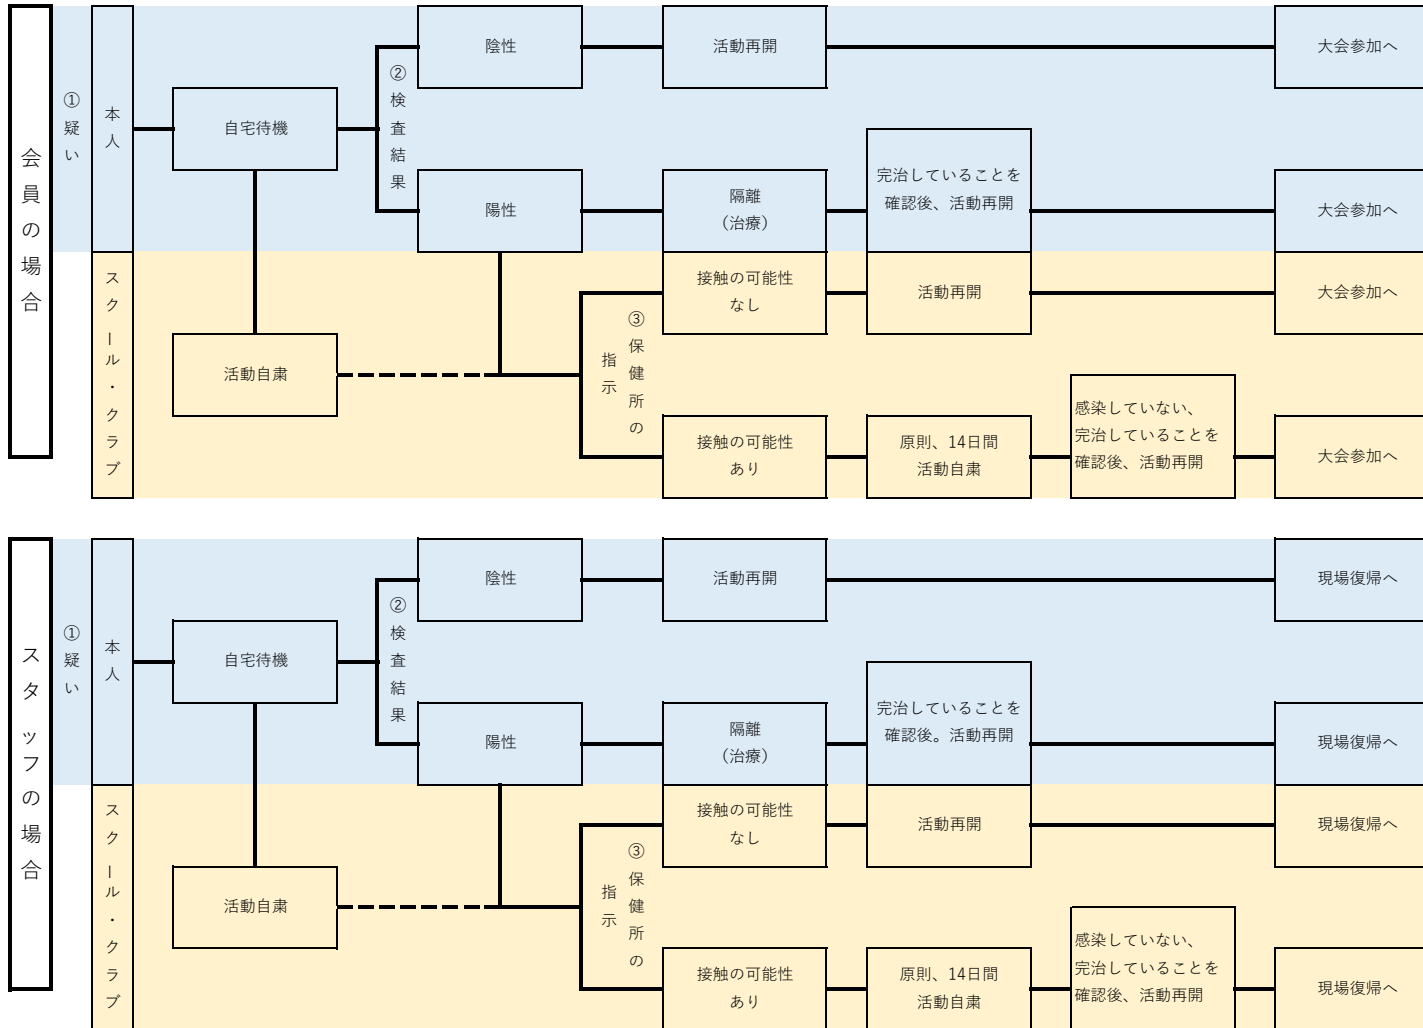 会員の場合
①疑い
本人
自宅待機
②検査結果
陰性
活動再開
大会参加へ
陽性
隔離
（治療）
完治していることを
確認後、活動再開
大会参加へ
スクール・クラブ
活動自粛
③保健所の
指示
接触の可能性
なし
活動再開
大会参加へ
接触の可能性
あり
原則、14日間
活動自粛
感染していない、
完治していることを
確認後、活動再開
大会参加へ
スタッフの場合
①疑い
本人
自宅待機
②検査結果
陰性
活動再開
現場復帰へ
陽性
隔離
（治療）
完治していることを
確認後。活動再開
現場復帰へ
スクール・クラブ
活動自粛
③保健所の
指示
接触の可能性
なし
活動再開
現場復帰へ
接触の可能性
あり
原則、14日間
活動自粛
感染していない、
完治していることを
確認後、活動再開
現場復帰へ